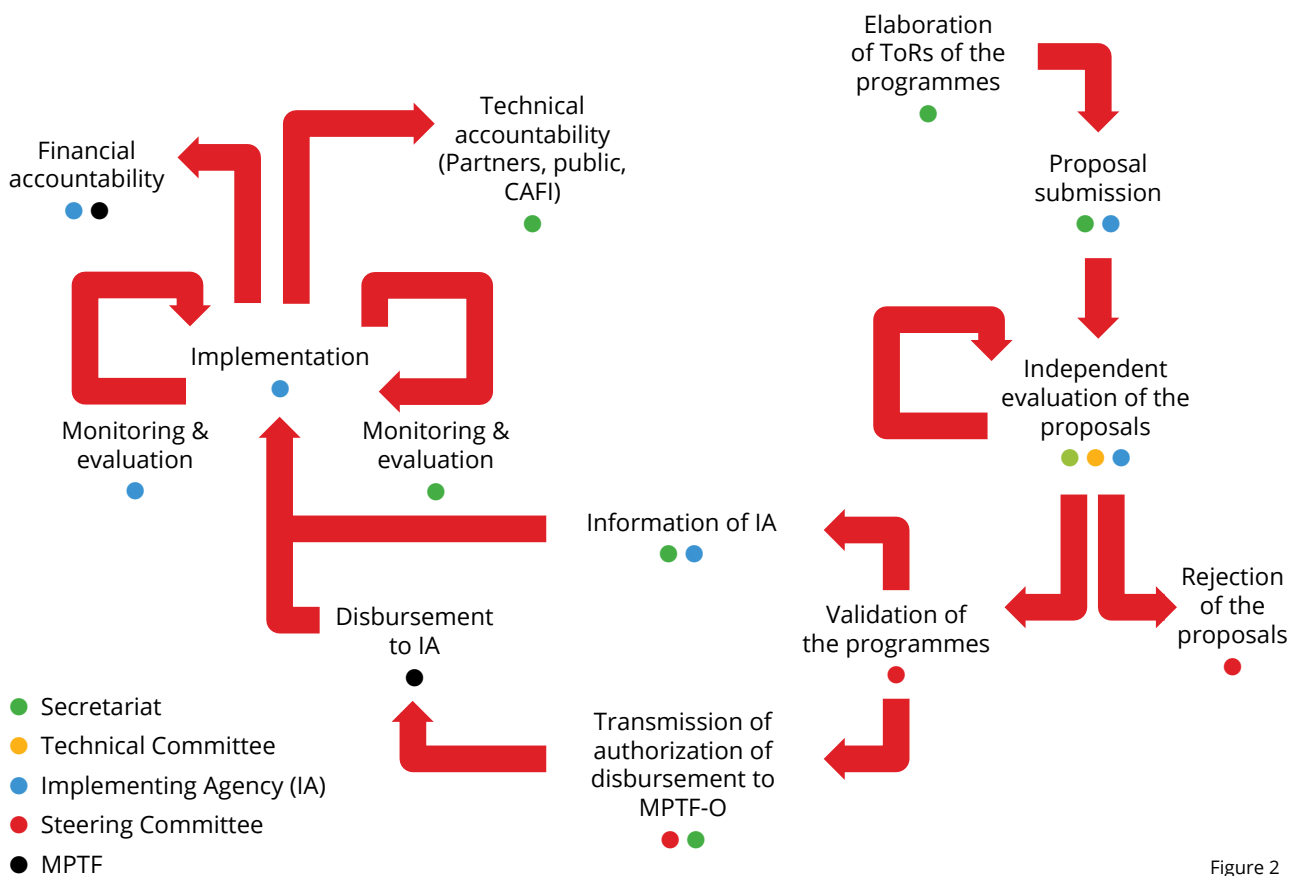 Elaboration
of ToRs of the
programmes
Proposal
submission
Independent
evaluation of the
proposals
Rejection
of the
proposals
Validation of
the programmes
Information of IA
Transmission of
authorization of
disbursement to
MPTF-O
Disbursement
to IA
Implementation
Monitoring &
evaluation
Monitoring &
evaluation
Financial
accountability
Technical
accountability
(Partners, public,
CAFI)
Secretariat
Technical Committee
Implementing Agency (IA)
Steering Committee
MPTF
Figure 2